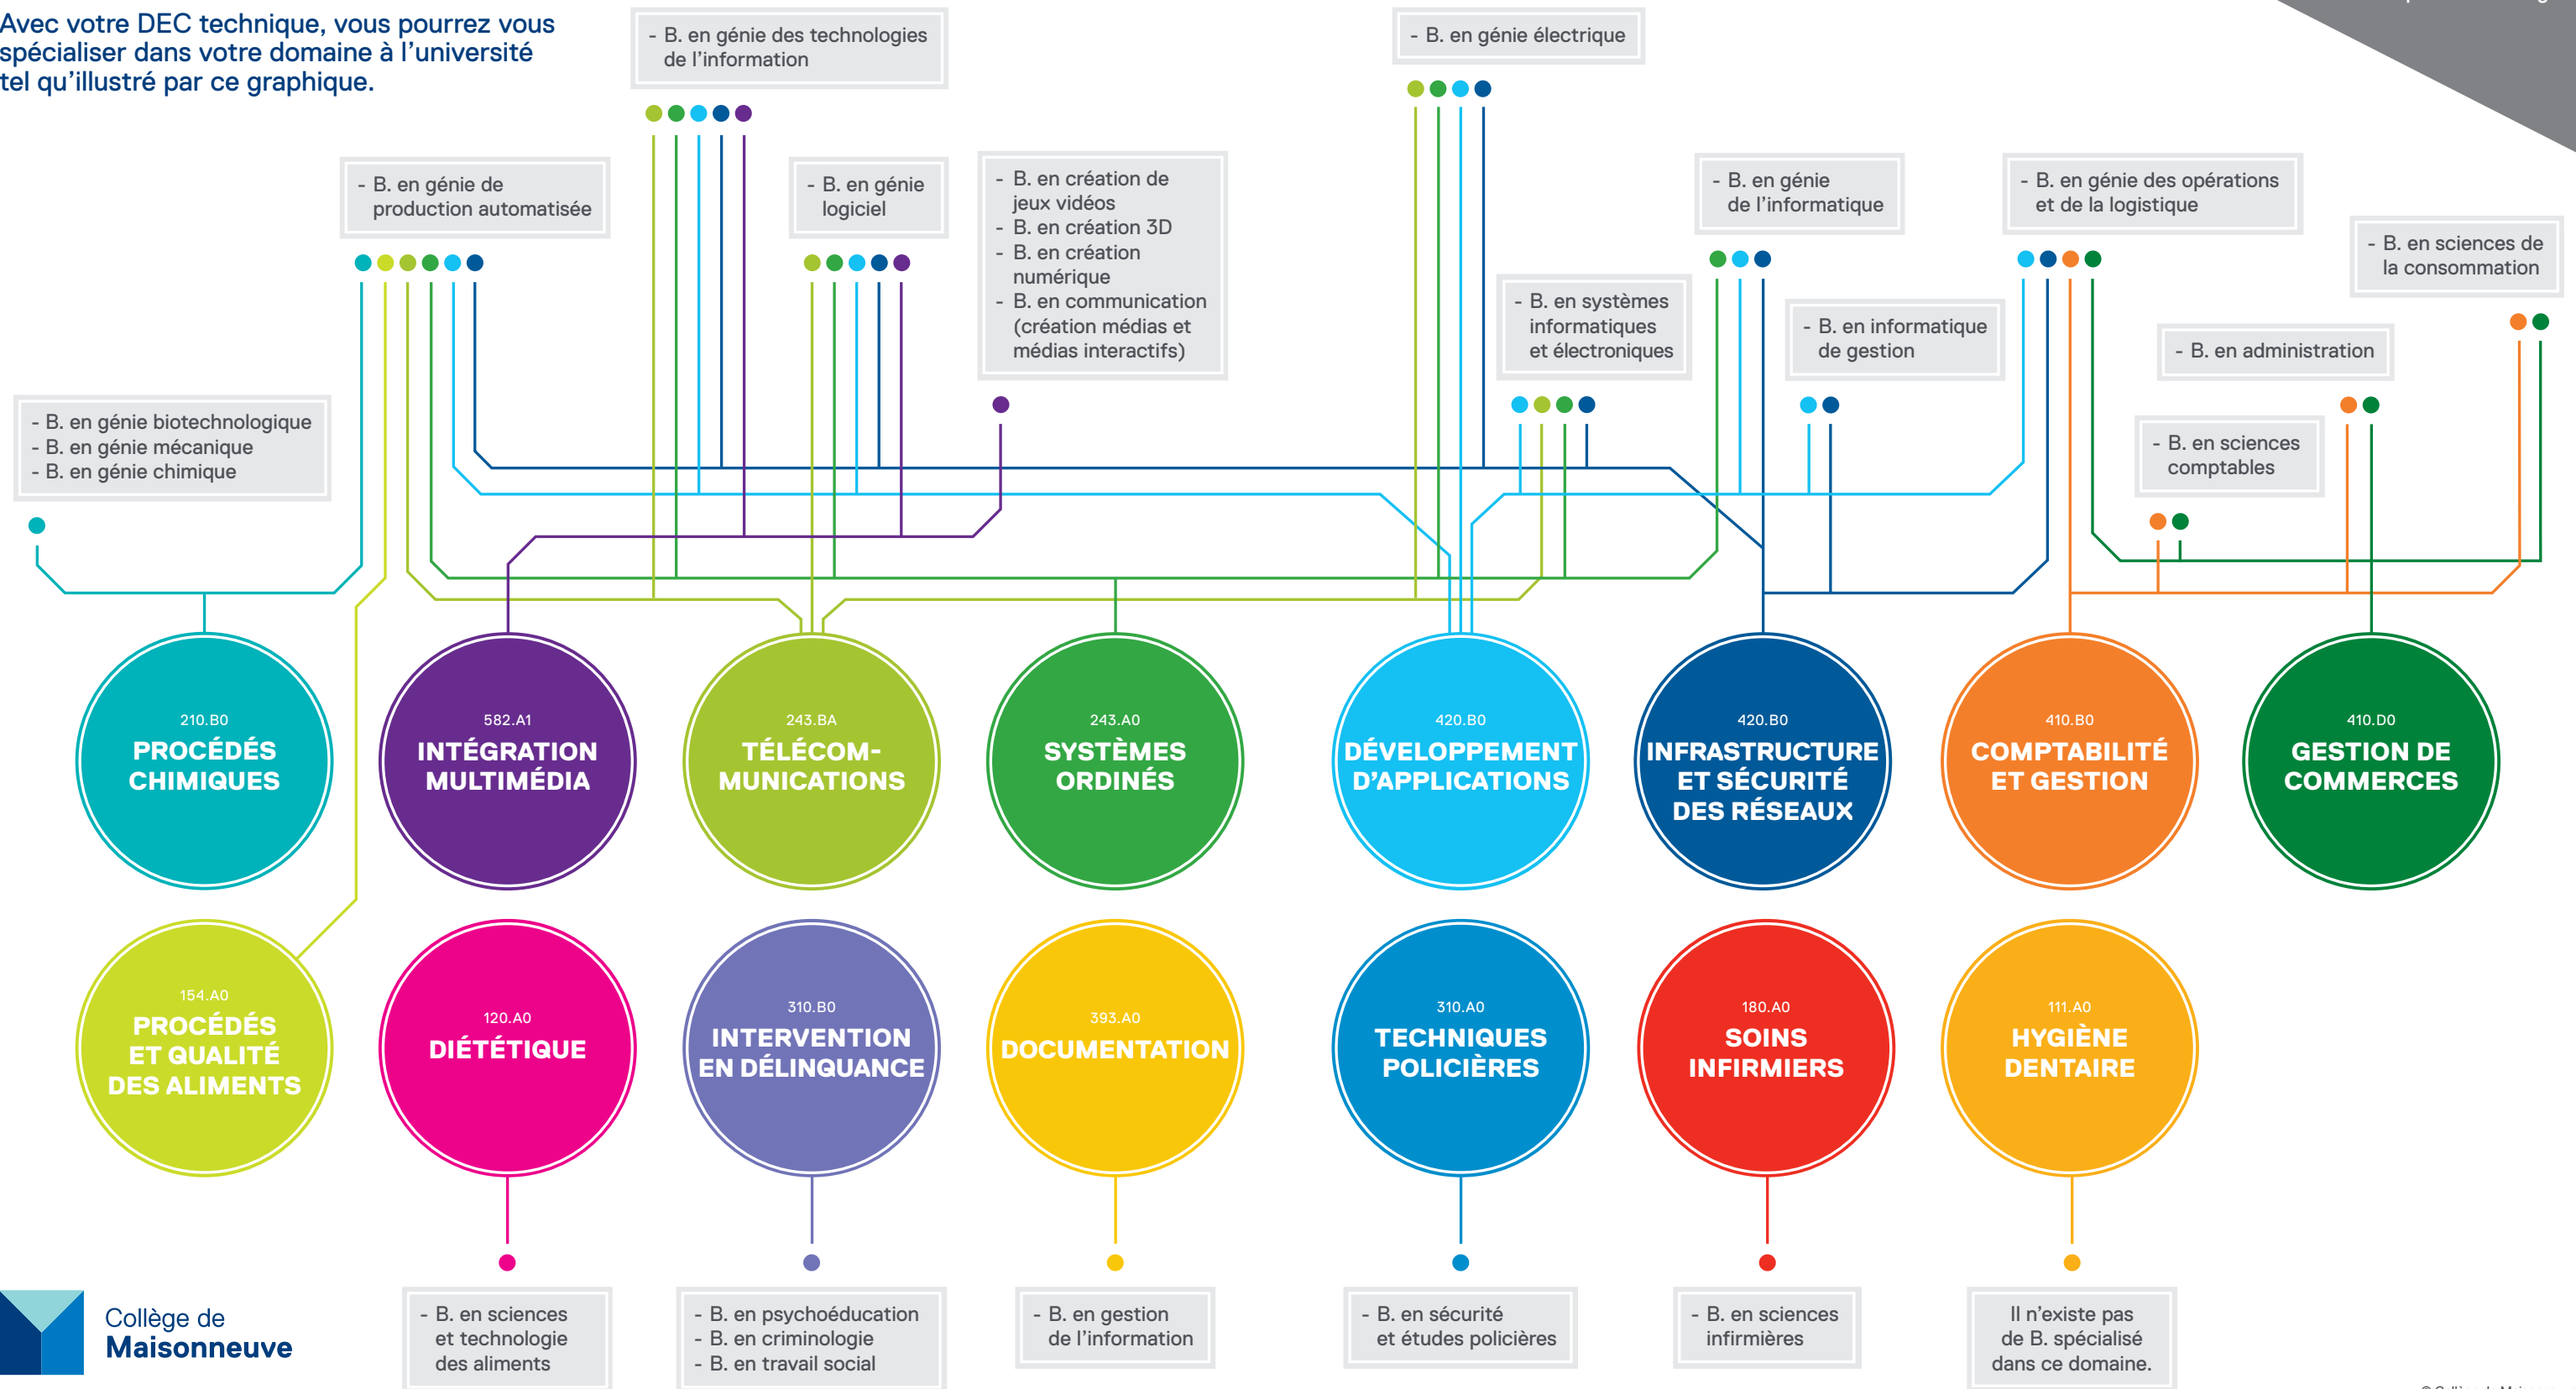 Avec votre DEC technique, vous pourrez vous
spécialiser dans votre domaine à l'université
tel qu'illustré par ce graphique.
- B. en génie des technologies
de l'information
- B. en génie électrique
- B. en génie de
production automatisée
- B. en génie
logiciel
- B. en création de
jeux vidéos
- B. en création 3D
- B. en création
numérique
- B. en communication
(création médias et
médias interactifs)
- B. en génie
de l'informatique
- B. en génie des opérations
et de la logistique
- B. en sciences de
la consommation
- B. en systèmes
informatiques
et électroniques
- B. en informatique
de gestion
- B. en administration
- B. en sciences
comptables
- B. en génie biotechnologique
- B. en génie mécanique
- B. en génie chimique
210.B0
PROCÉDÉS
CHIMIQUES
582.A1
INTÉGRATION
MULTIMÉDIA
243.BA
TÉLÉCOM-
MUNICATIONS
243.A0
SYSTÈMES
ORDINÉS
420.B0
DÉVELOPPEMENT
D'APPLICATIONS
420.B0
INFRASTRUCTURE
ET SÉCURITÉ
DES RÉSEAUX
410.B0
COMPTABILITÉ
ET GESTION
410.D0
GESTION DE
COMMERCES
154.A0
PROCÉDÉS
ET QUALITÉ
DES ALIMENTS
120.A0
DIÉTÉTIQUE
310.B0
INTERVENTION
EN DÉLINQUANCE
393.A0
DOCUMENTATION
310.A0
TECHNIQUES
POLICIÈRES
180.A0
SOINS
INFIRMIERS
111.A0
HYGIÈNE
DENTAIRE
Collège de
Maisonneuve
- B. en sciences
et technologie
des aliments
- B. en psychoéducation
- B. en criminologie
- B. en travail social
- B. en gestion
de l'information
- B. en sécurité
et études policières
- B. en sciences
infirmières
Il n'existe pas
de B. spécialisé
dans ce domaine.